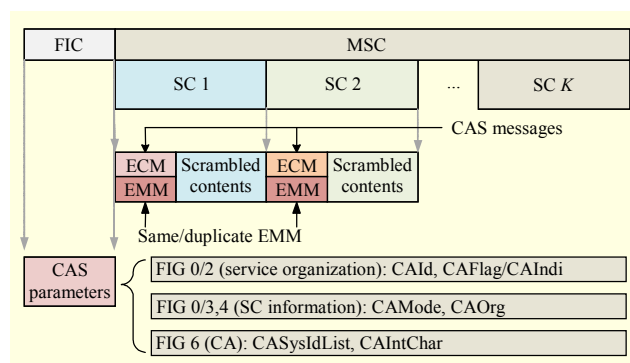 FIC MSC
SC 1 SC 2 ... SC K
CAS messages
ECM Scrambled contents ECM Scrambled contents
EMM EMM
Same/duplicate EMM
CAS parameters
FIG 0/2 (service organization): CAId, CAFlag/CAIndi
FIG 0/3,4 (SC information): CAMode, CAOrg
FIG 6 (CA): CASysIdList, CAIntChar